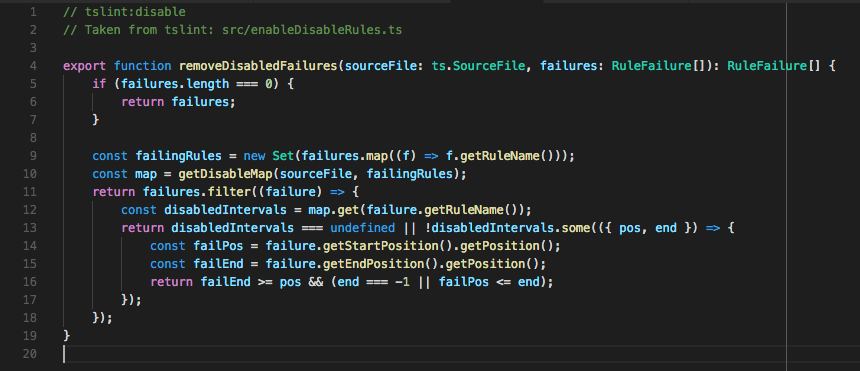 1 // tslint:disable
2 // Taken from tslint: src/enableDisableRules.ts
3
4 export function removeDisabledFailures(sourceFile: ts.SourceFile, failures: RuleFailure[]): RuleFailure[] {
5     if (failures.length === 0) {
6         return failures;
7     }
8
9     const failingRules = new Set(failures.map((f) => f.getRuleName()));
10     const map = getDisableMap(sourceFile, failingRules);
11     return failures.filter((failure) => {
12         const disabledIntervals = map.get(failure.getRuleName());
13         return disabledIntervals === undefined || !disabledIntervals.some(({ pos, end }) => {
14             const failPos = failure.getStartPosition().getPosition();
15             const failEnd = failure.getEndPosition().getPosition();
16             return failEnd >= pos && (end === -1 || failPos <= end);
17         });
18     });
19 }
20